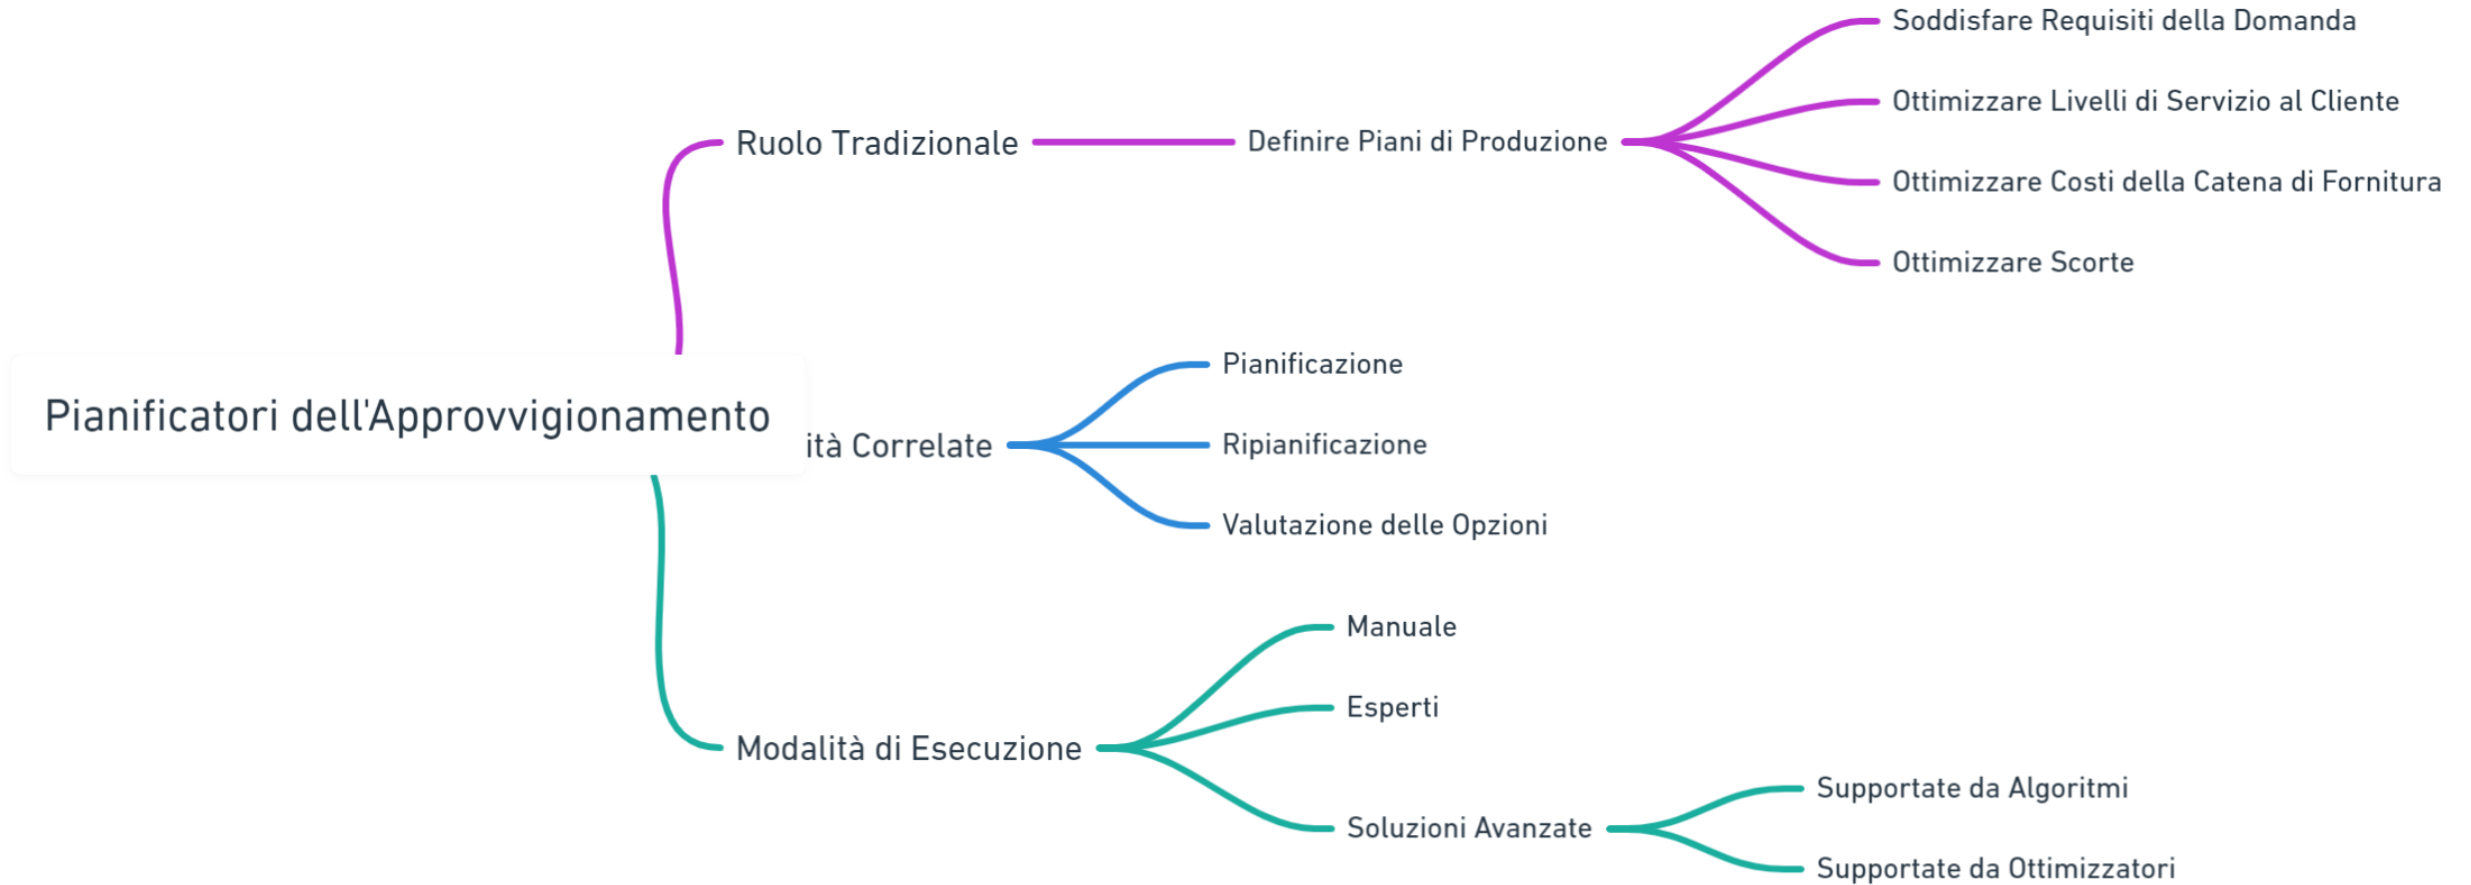 Pianificatori dell'Approvvigionamento
Ruolo Tradizionale
Definire Piani di Produzione
Soddisfare Requisiti della Domanda
Ottimizzare Livelli di Servizio al Cliente
Ottimizzare Costi della Catena di Fornitura
Ottimizzare Scorte
Correlate
Pianificazione
Ripianificazione
Valutazione delle Opzioni
Modalità di Esecuzione
Manuale
Esperti
Soluzioni Avanzate
Supportate da Algoritmi
Supportate da Ottimizzatori